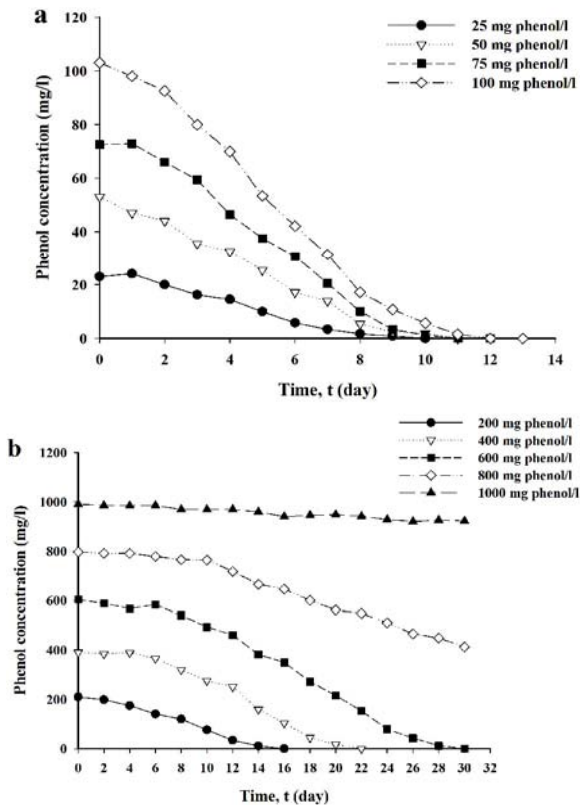 a
120
100
80
60
40
20
0
Phenol concentration (mg/l)
25 mg phenol/l
50 mg phenol/l
75 mg phenol/l
100 mg phenol/l
0 2 4 6 8 10 12 14
Time, t (day)
b
1200
1000
800
600
400
200
0
Phenol concentration (mg/l)
200 mg phenol/l
400 mg phenol/l
600 mg phenol/l
800 mg phenol/l
1000 mg phenol/l
0 2 4 6 8 10 12 14 16 18 20 22 24 26 28 30 32
Time, t (day)